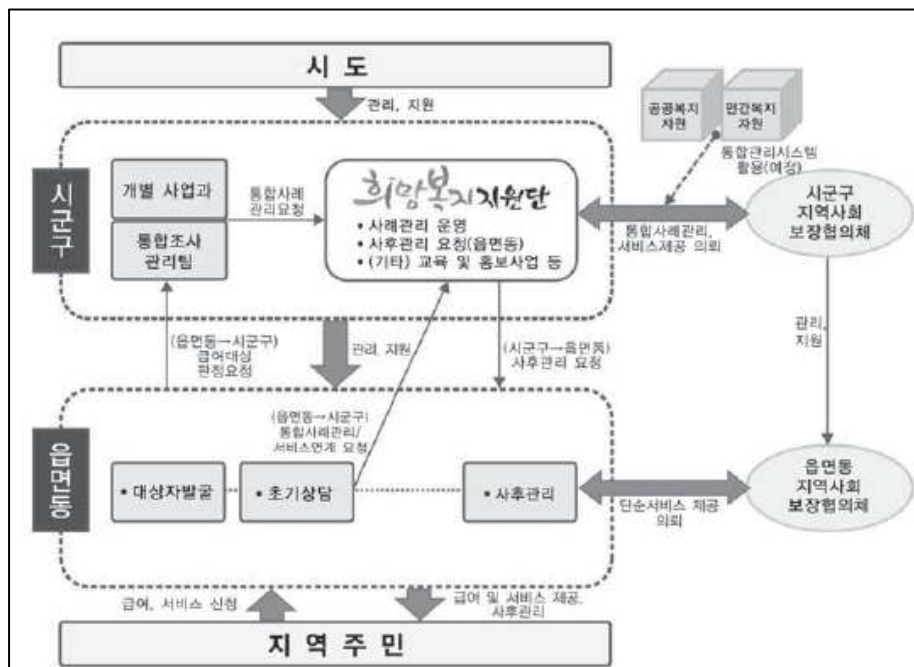 시 도
관리, 지원
공공복지
자원
민간복지
자원
통합관리시스템
활용(예정)
시군구
개별 사업과
통합조사
관리팀
통합사례
관리요청
희망복지지원단
• 사례관리 운영
• 사후관리 요청(읍면동)
• (기타) 교육 및 홍보사업 등
통합사례관리,
서비스제공 의뢰
시군구
지역사회
보장협의체
(읍면동→시군구)
급여대상
판정요청
관리, 지원
(시군구→읍면동)
사후관리 요청
관리,
지원
(읍면동→시군구)
통합사례관리/
서비스연계 요청
읍면동
• 대상자발굴
• 초기상담
• 사후관리
단순서비스 제공
의뢰
읍면동
지역사회
보장협의체
급여, 서비스 신청
급여 및 서비스 제공,
사후관리
지 역 주 민